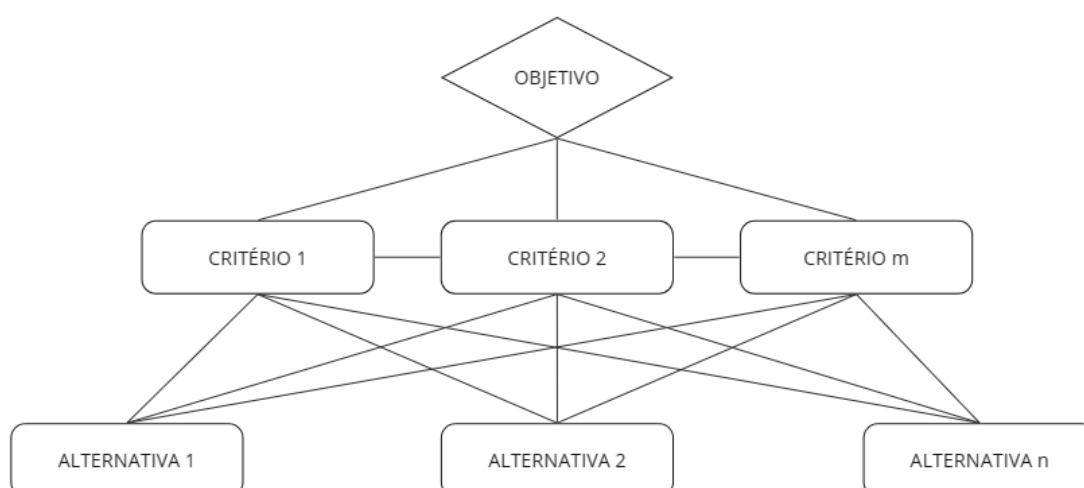 OBJETIVO
CRITÉRIO 1
CRITÉRIO 2
CRITÉRIO m
ALTERNATIVA 1
ALTERNATIVA 2
ALTERNATIVA n